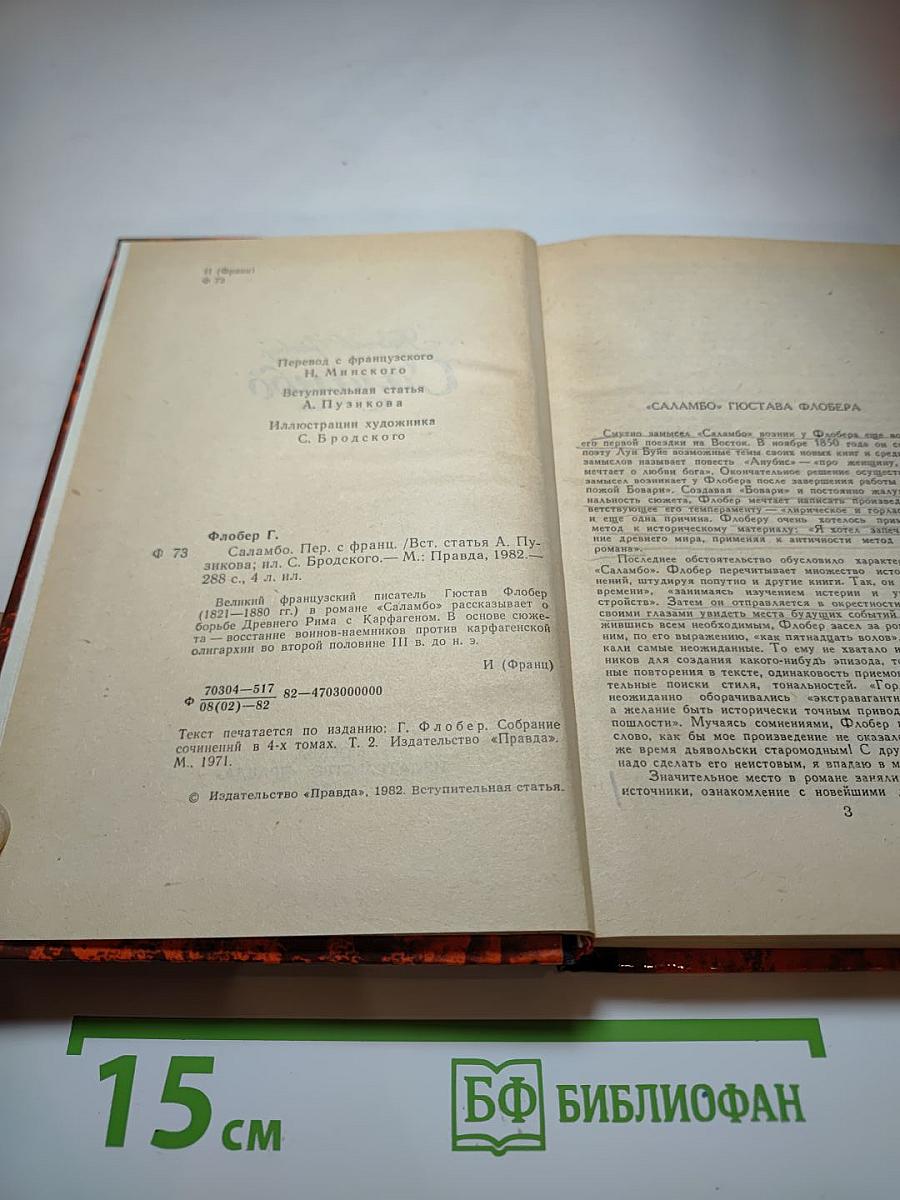 И (Франц)
Ф 73
Перевод с французского
Н. Минского
Вступительная статья
А. Пузикова
Иллюстрации художника
С. Бродского
Флобер Г.
Ф 73 Саламбо. Пер. с франц. /Вст. статья А. Пу-
зикова; ил. С. Бродского.— М.: Правда, 1982.—
288 с., 4 л. ил.
Великий французский писатель Гюстав Флобер
(1821—1880 гг.) в романе «Саламбо» рассказывает о
борьбе Древнего Рима с Карфагеном. В основе сюже-
та — восстание воинов-наемников против карфагенской
олигархии во второй половине III в. до н. э.
И (Франц)
Ф 70304—517 82—4703000000
08(02)—82
Текст печатается по изданию: Г. Флобер. Собрание
сочинений в 4-х томах. Т. 2. Издательство «Правда».
М., 1971.
© Издательство «Правда», 1982. Вступительная статья.
«САЛАМБО» ГЮСТАВА ФЛОБЕРА
Смутно замысел «Саламбо» возник у Флобера еще во
его первой поездки на Восток. В ноябре 1850 года он со
поэту Луи Буйе возможные темы своих новых книг и сред
замыслов называет повесть «Анубис» — «про женщину,
мечтает о любви бога». Окончательное решение осущест
замысел возникает у Флобера после завершения работы
пожой Бовари». Создавая «Бовари» и постоянно жалу
нальность сюжета, Флобер мечтает написать произвед
ветствующее его темпераменту — «лирическое и горлас
и еще одна причина. Флоберу очень хотелось прим
метод к историческому материалу: «Я хотел запеч
ние древнего мира, применяя к античности метод
романа».
Последнее обстоятельство обусловило характер
«Саламбо». Флобер перечитывает множество исто
нений, штудируя попутно и другие книги. Так, он
времени», «занимаясь изучением истерии и у
стройств». Затем он отправляется в окрестност
своими глазами увидеть места будущих событий.
жившись всем необходимым, Флобер засел за ро
ним, по его выражению, «как пятнадцать волов».
кали самые неожиданные. То ему не хватало и
ников для создания какого-нибудь эпизода, то
ные повторения в тексте, одинаковость приемо
тельные поиски стиля, тональностей. «Гор
неожиданно оборачивались «экстравагантн
а желание быть исторически точным привод
пошлости». Мучаясь сомнениями, Флобер п
слово, как бы мое произведение не оказале
же время дьявольски старомодным! С дру
надо сделать его неистовым, я впадаю в м
Значительное место в романе заняли
источники, ознакомление с новейшими
3
15 см
БФ БИБЛИОФАН